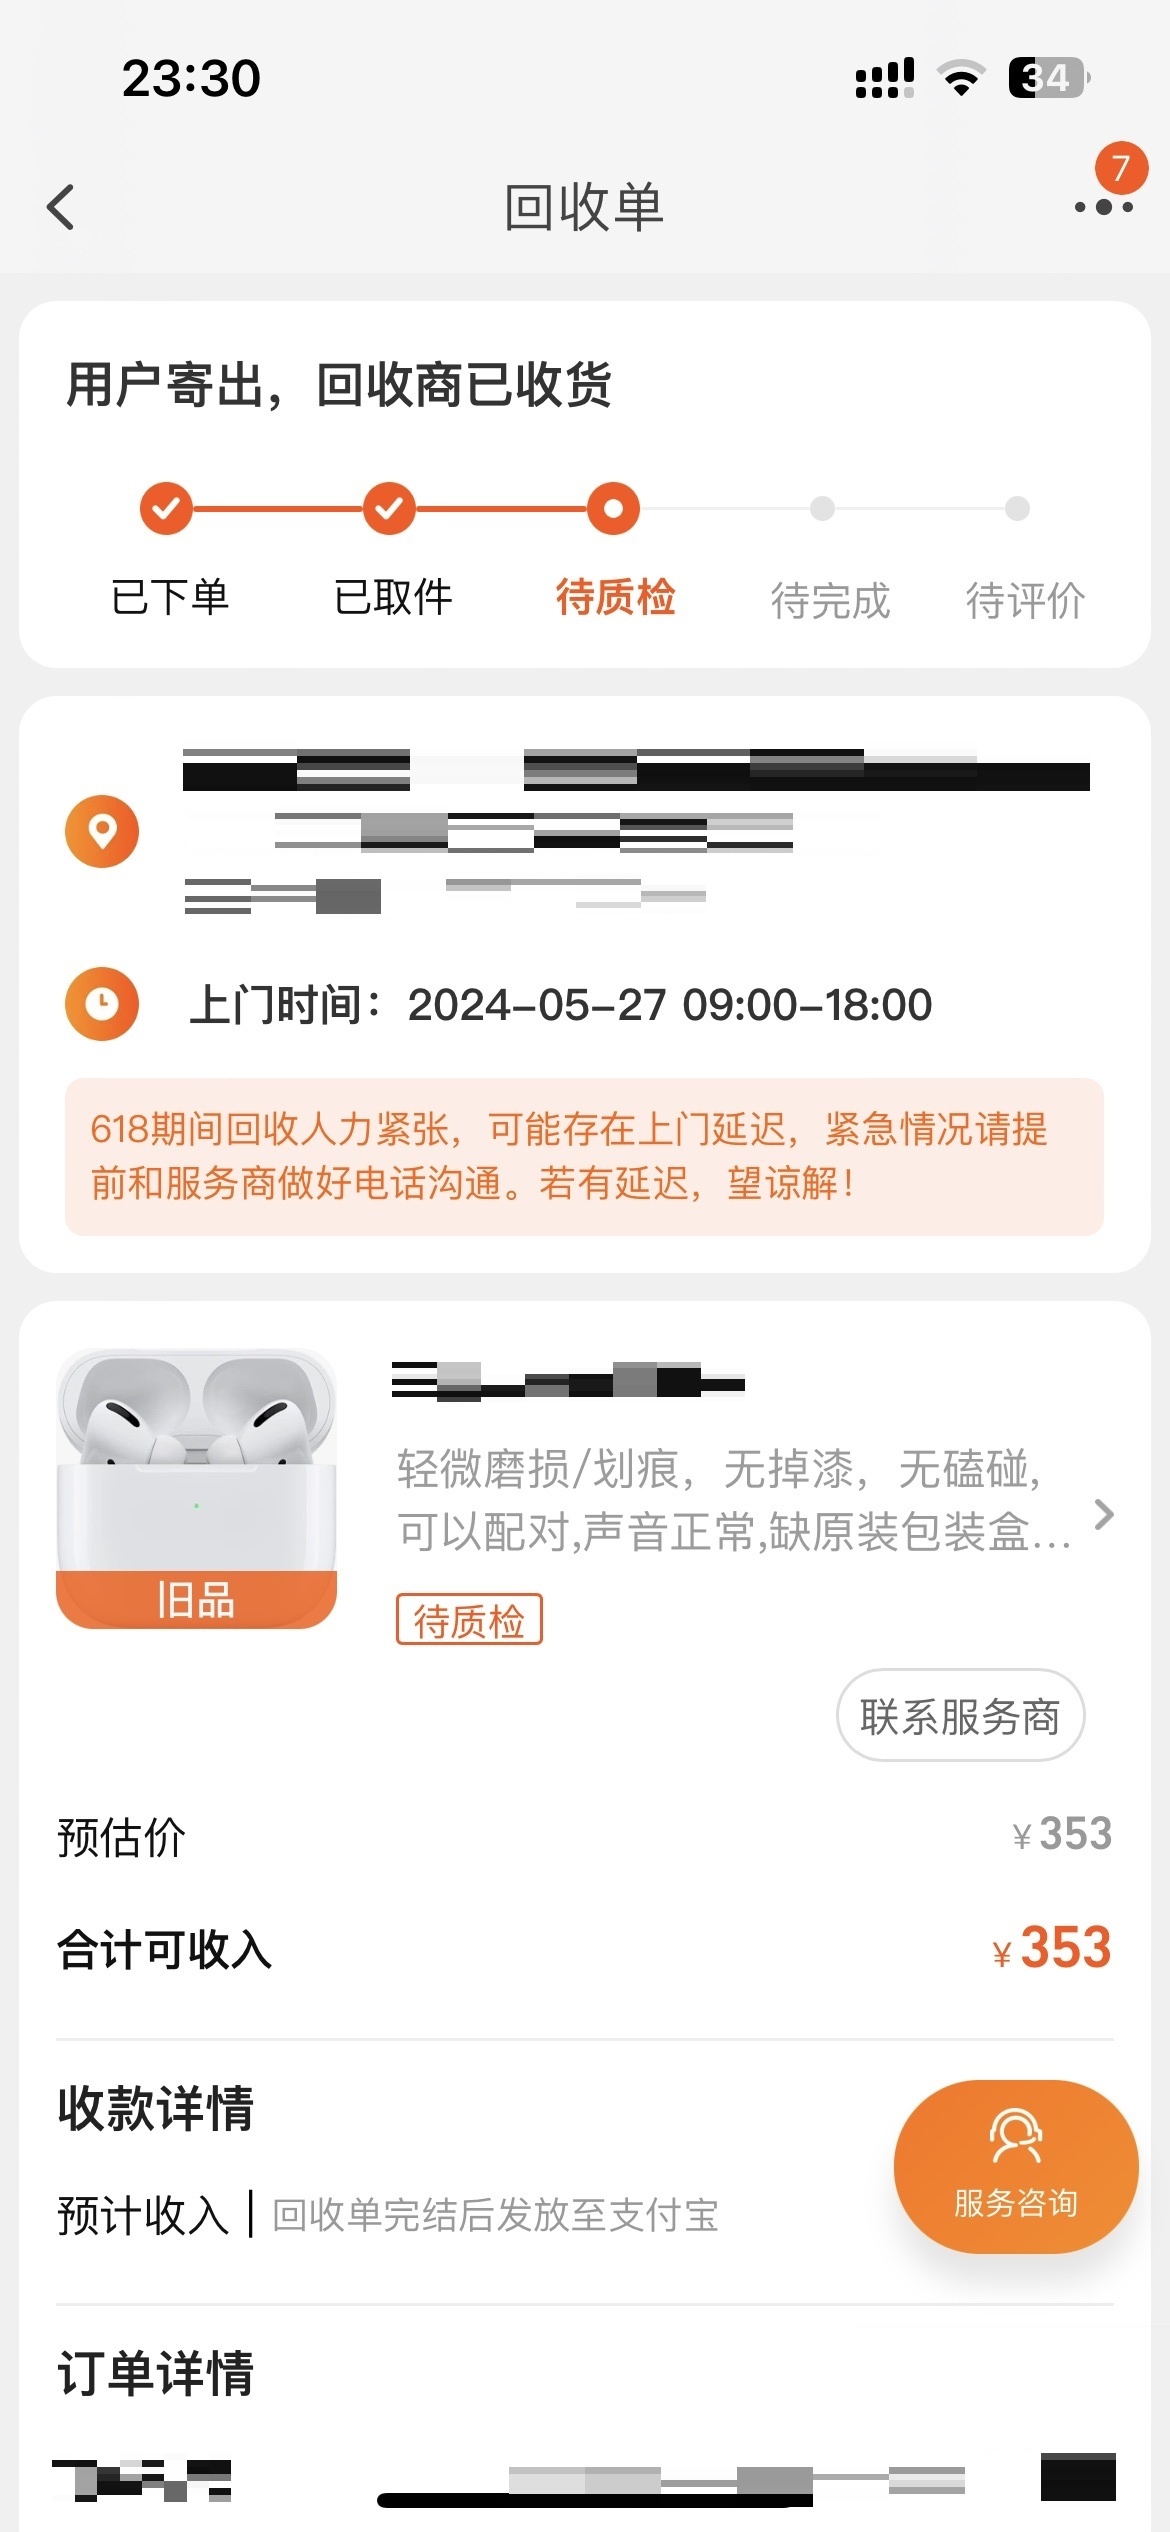 23:30
34
7
回收单
用户寄出，回收商已收货
已下单 已取件 待质检 待完成 待评价
上门时间：2024-05-27 09:00-18:00
618期间回收人力紧张，可能存在上门延迟，紧急情况请提
前和服务商做好电话沟通。若有延迟，望谅解！
轻微磨损/划痕，无掉漆，无磕碰，
可以配对,声音正常,缺原装包装盒...
旧品
待质检
联系服务商
预估价 ¥353
合计可收入 ¥353
收款详情
预计收入 | 回收单完结后发放至支付宝
服务咨询
订单详情